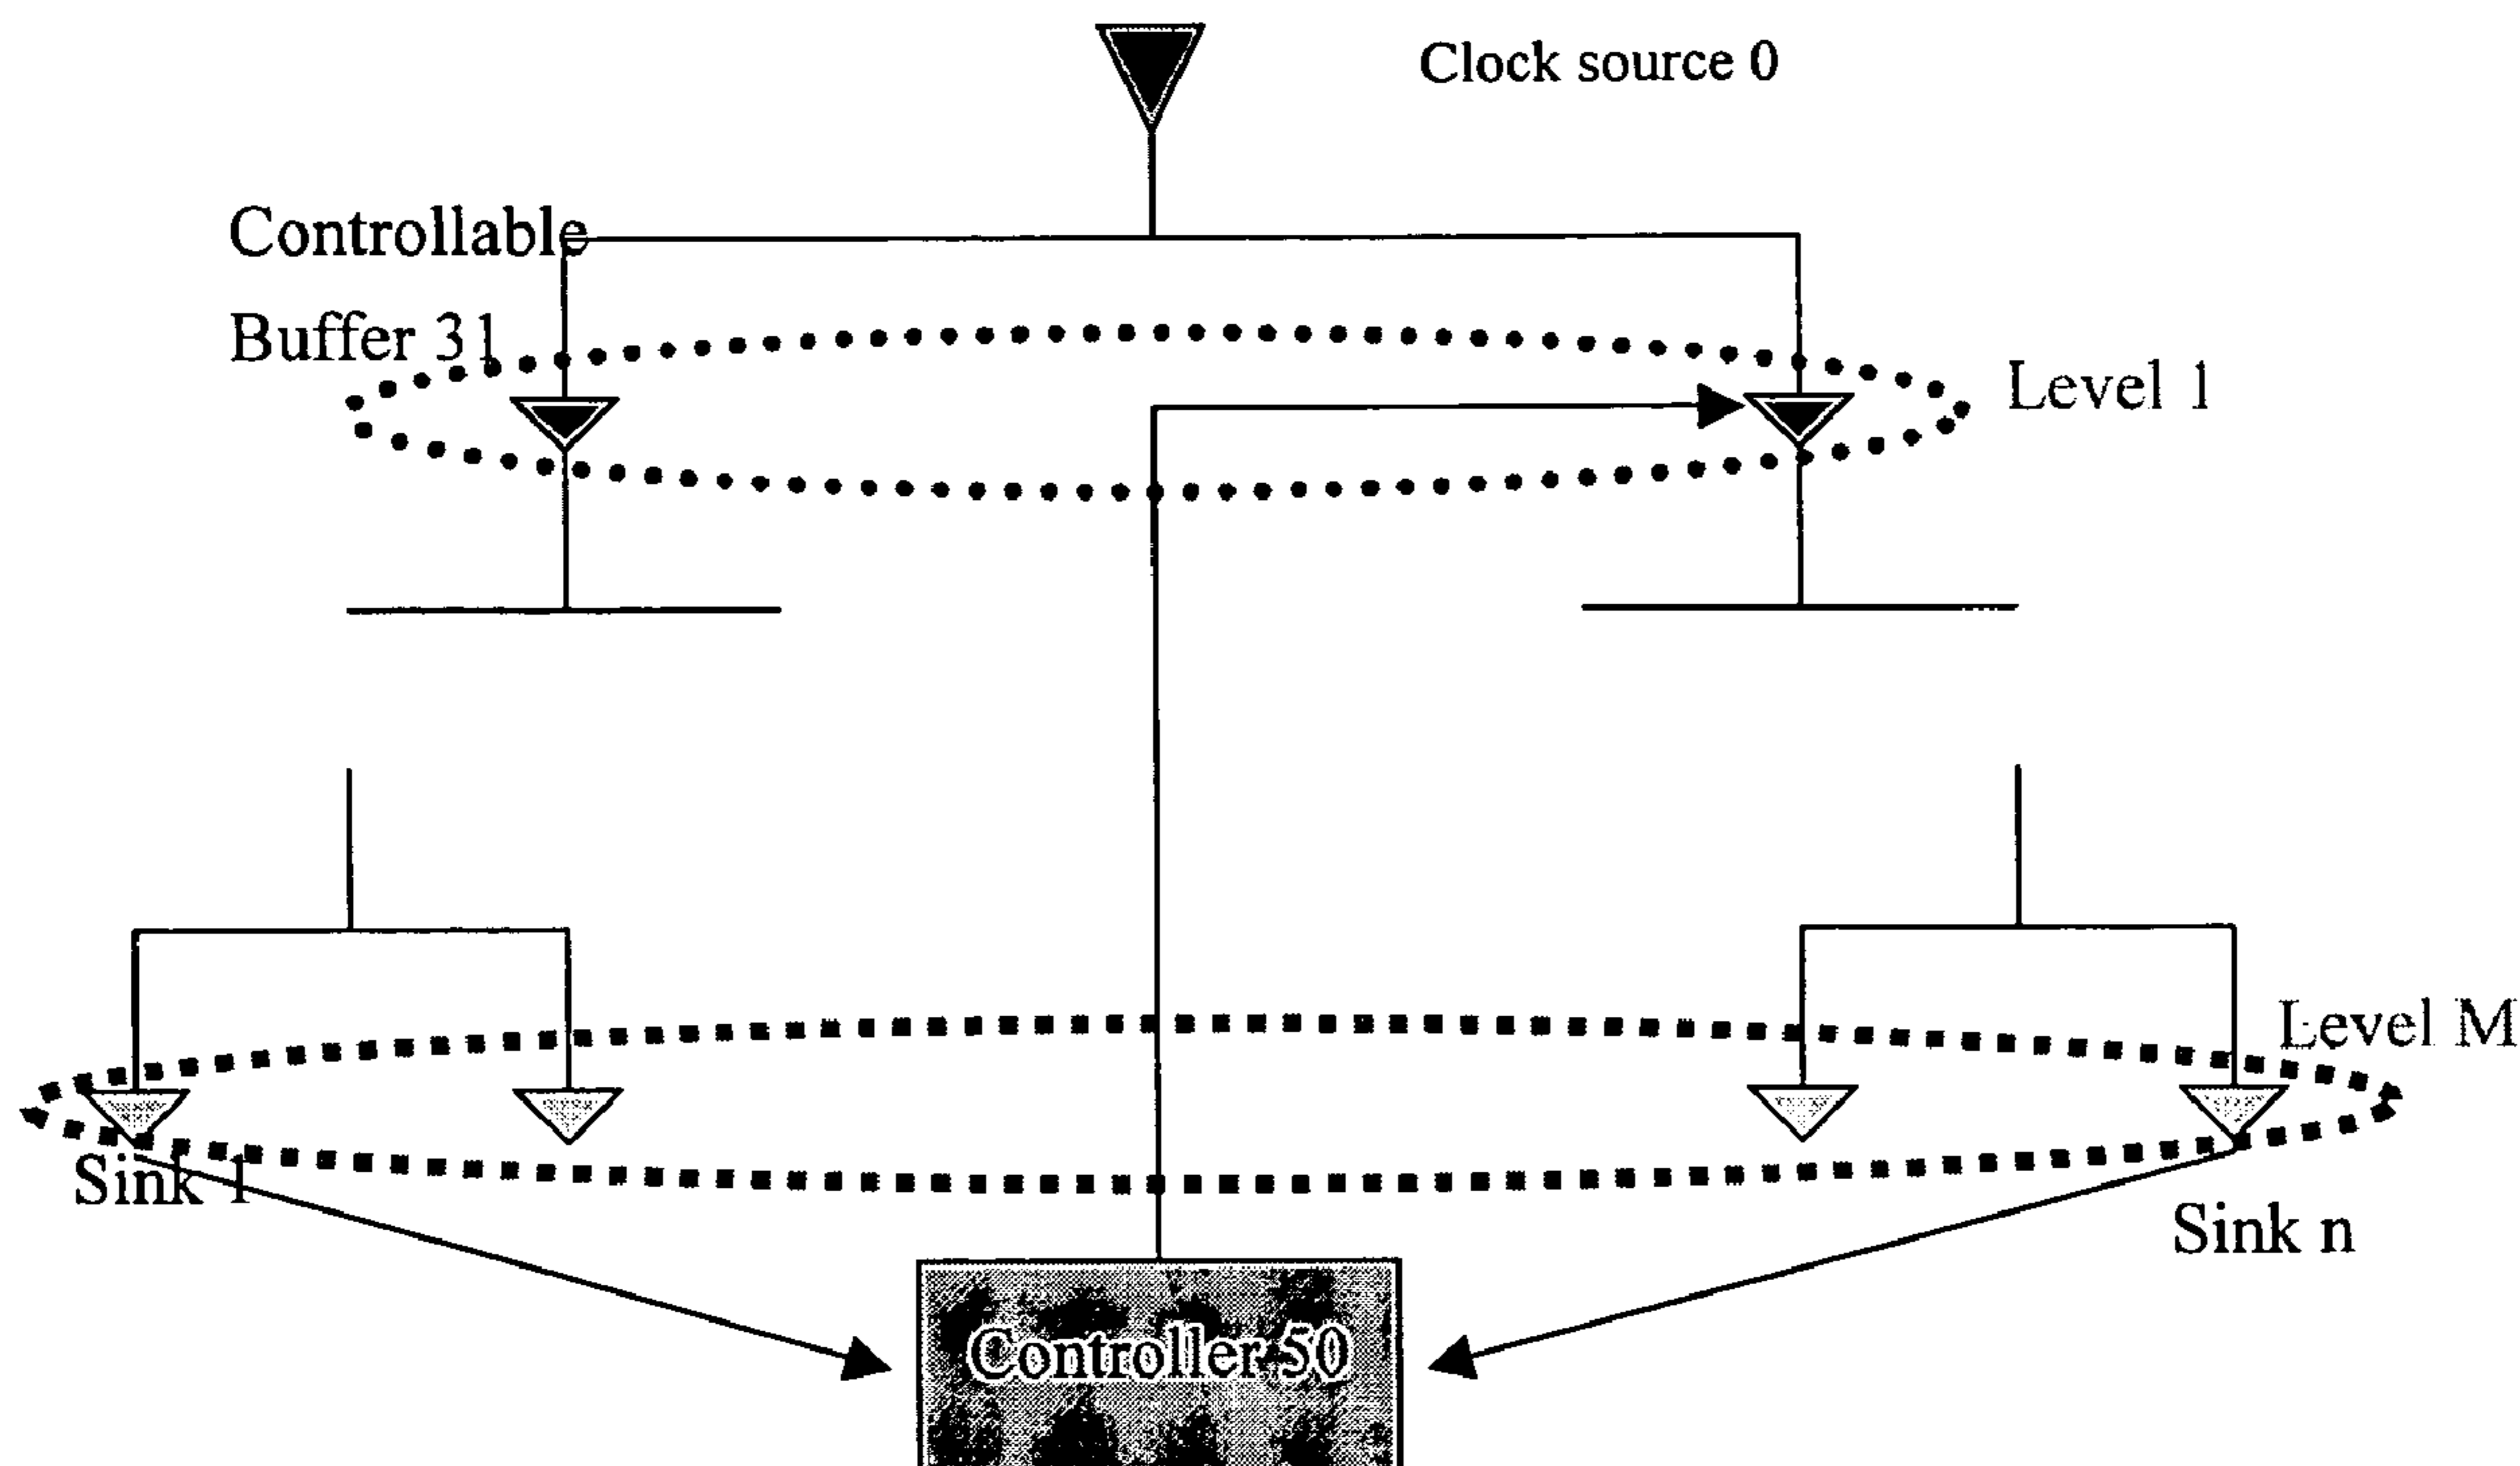 Clock source 0
Controllable
Buffer 31
Level 1
Level M
Sink 1
Sink n
Controller 50